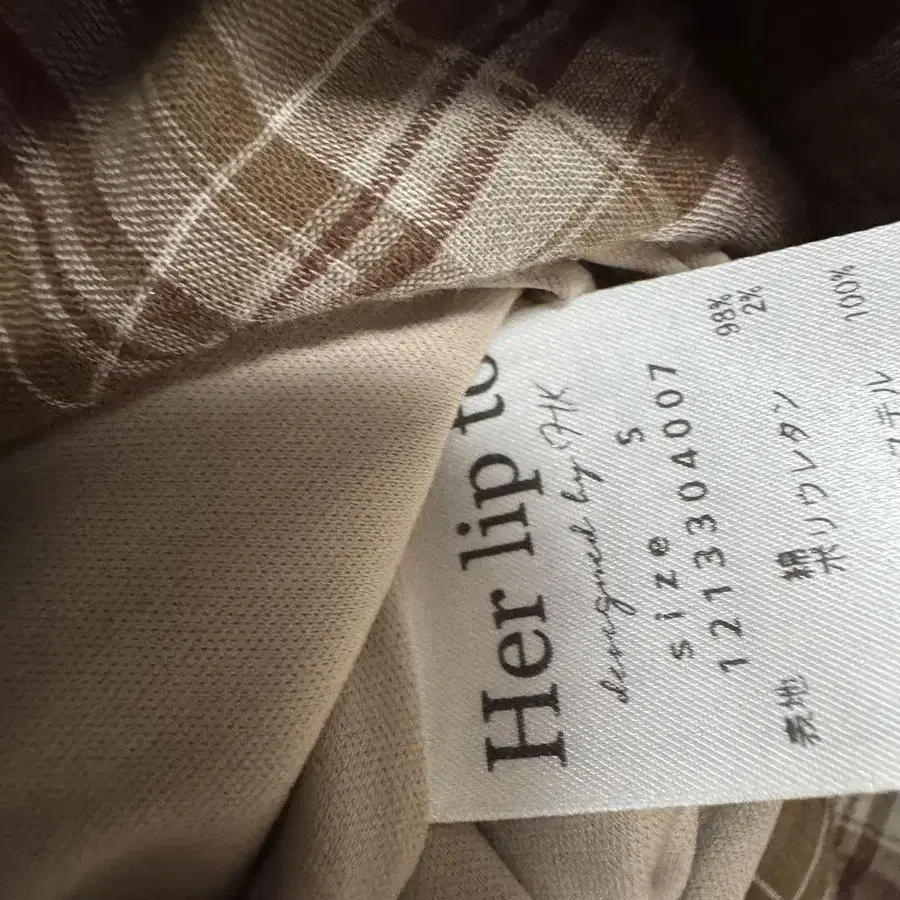 Her lip to
designed by HK
size S
1213304007
表地 綿 98%
ポリウレタン 2%
100%